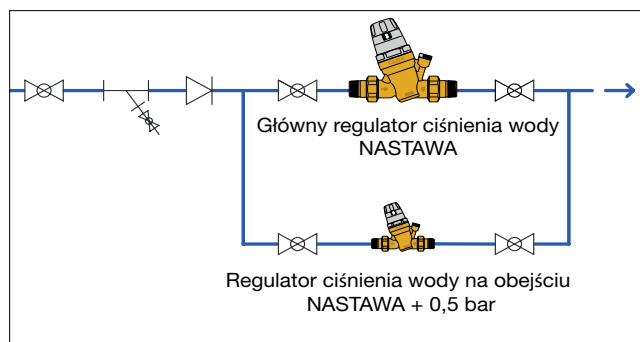 Główny regulator ciśnienia wody
NASTAWA
Regulator ciśnienia wody na obejściu
NASTAWA + 0,5 bar